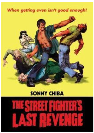 When getting even isn't good enough!
SONNY CHIBA
THE STREET FIGHTER'S
LAST REVENGE